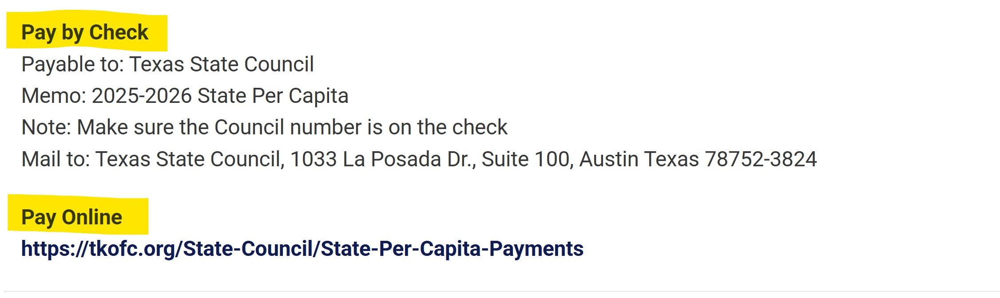 Pay by Check
Payable to: Texas State Council
Memo: 2025-2026 State Per Capita
Note: Make sure the Council number is on the check
Mail to: Texas State Council, 1033 La Posada Dr., Suite 100, Austin Texas 78752-3824
Pay Online
https://tkofc.org/State-Council/State-Per-Capita-Payments